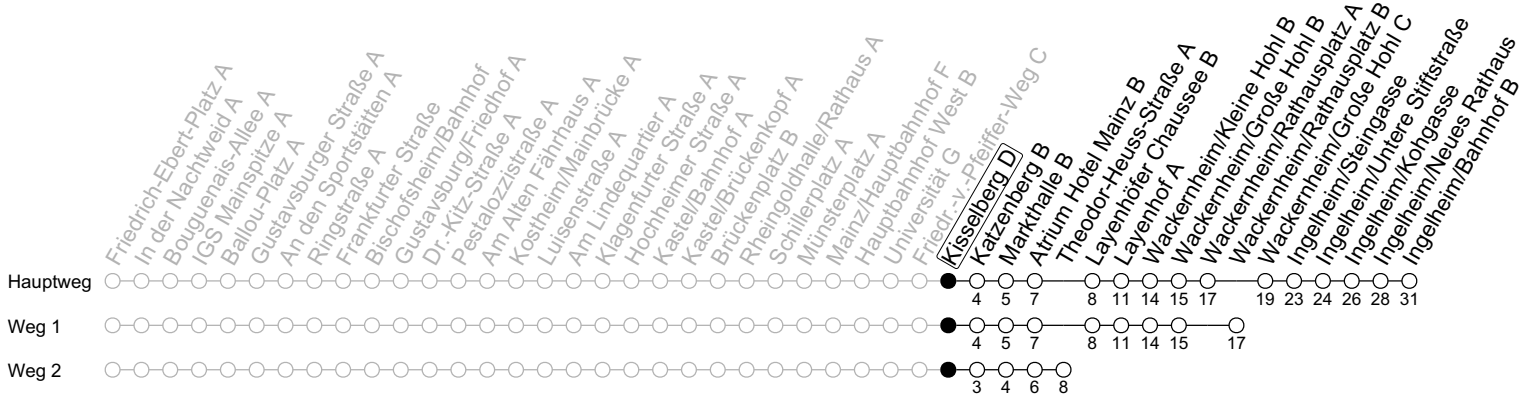 Friedrich-Ebert-Platz A
In der Nachtweid A
Bouguenais-Allee A
IGS Mainspitze A
Ballou-Platz A
Gustavsburger Straße A
An den Sportstätten A
Ringstraße A
Frankfurter Straße
Bischofsheim/Bahnhof
Gustavsburg/Friedhof A
Dr.-Kitz-Straße A
Pestalozzistraße A
Am Alten Fährhaus A
Kostheim/Mainbrücke A
Luisenstraße A
Am Lindequartier A
Klagenfurter Straße A
Hochheimer Straße A
Kastel/Bahnhof A
Kastel/Brückenkopf A
Brückenplatz B
Rheingoldhalle/Rathaus A
Schillerplatz A
Münsterplatz A
Mainz/Hauptbahnhof F
Hauptbahnhof West B
Universität G
Friedr.-v.-Pfeiffer-Weg C
Kisselberg D
Katzenberg B
Markthalle B
Atrium Hotel Mainz B
Theodor-Heuss-Straße A
Layenhöfer Chaussee B
Layenhof A
Wackernheim/Kleine Hohl B
Wackernheim/Große Hohl B
Wackernheim/Rathausplatz A
Wackernheim/Rathausplatz B
Wackernheim/Große Hohl C
Ingelheim/Steingasse
Ingelheim/Untere Stiftstraße
Ingelheim/Kohgasse
Ingelheim/Neues Rathaus
Ingelheim/Bahnhof B
Hauptweg
4 5 7 8 11 14 15 17 19 23 24 26 28 31
Weg 1
4 5 7 8 11 14 15 17
Weg 2
3 4 6 8